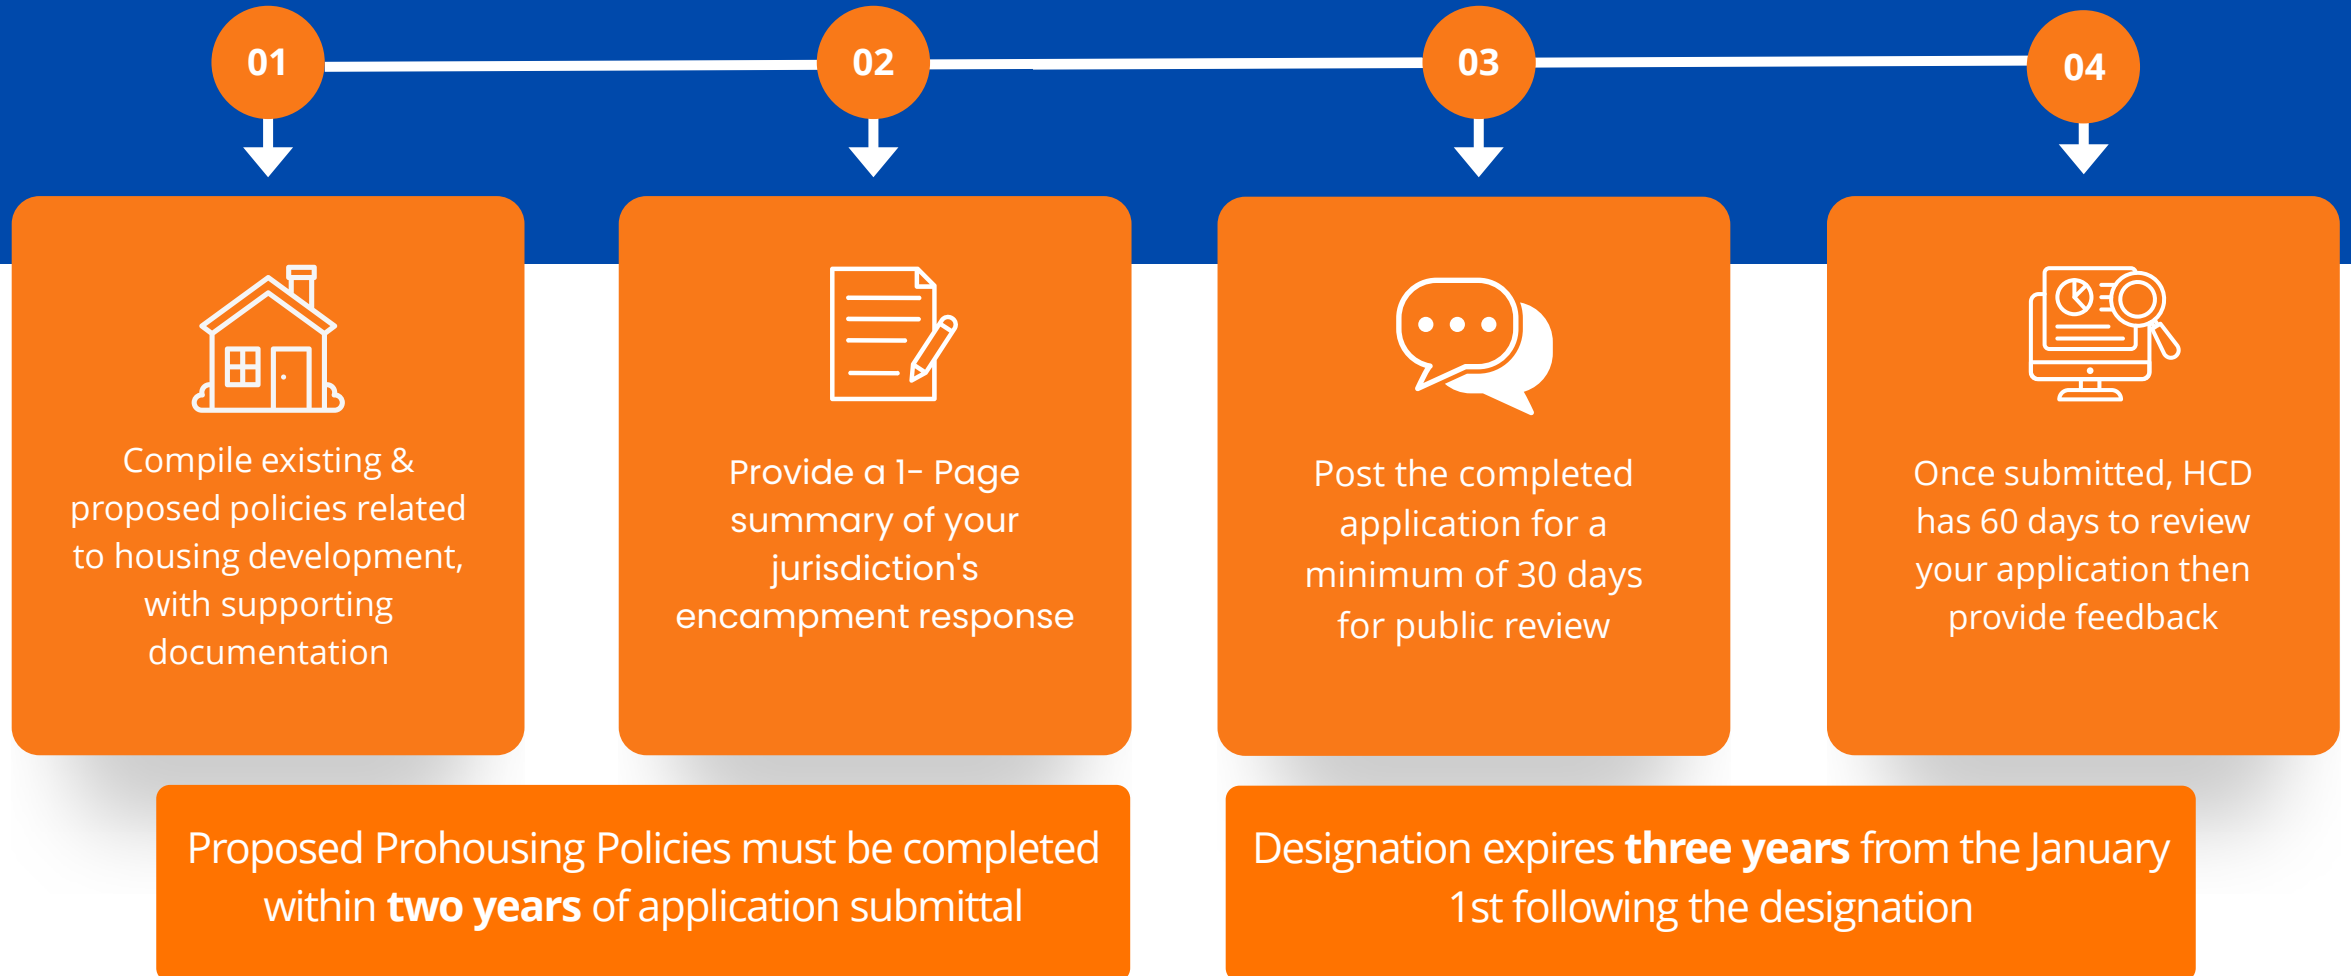 01
02
03
04
Compile existing &
proposed policies related
to housing development,
with supporting
documentation
Provide a 1- Page
summary of your
jurisdiction's
encampment response
Post the completed
application for a
minimum of 30 days
for public review
Once submitted, HCD
has 60 days to review
your application then
provide feedback
Proposed Prohousing Policies must be completed
within two years of application submittal
Designation expires three years from the January
1st following the designation